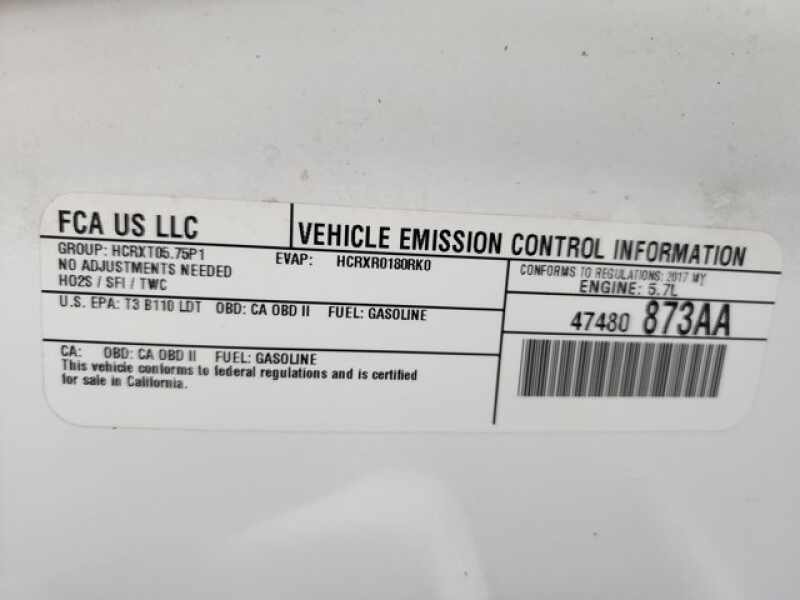 FCA US LLC
VEHICLE EMISSION CONTROL INFORMATION
GROUP: HCRXT05.75P1
EVAP: HCRXR0180RK0
NO ADJUSTMENTS NEEDED
HO2S / SFI / TWC
CONFORMS TO REGULATIONS: 2017 MY
ENGINE: 5.7L
U.S. EPA: T3 B110 LDT OBD: CA OBD II FUEL: GASOLINE
47480 873AA
CA: OBD: CA OBD II FUEL: GASOLINE
This vehicle conforms to federal regulations and is certified
for sale in California.